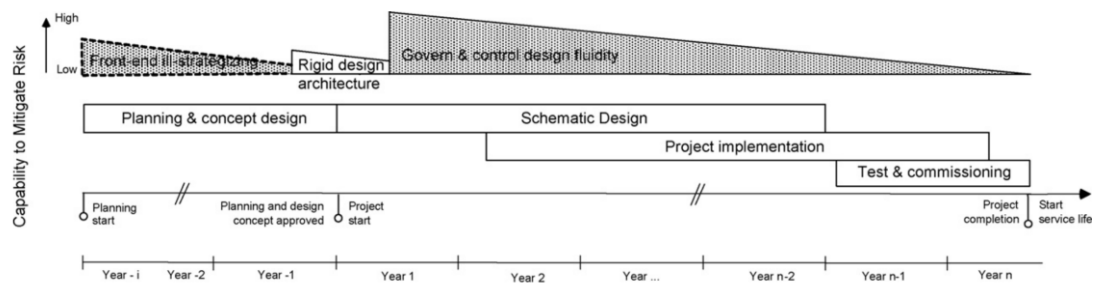 High
Low
Capability to Mitigate Risk
Front-end ill-strategizing
Rigid design
architecture
Govern & control design fluidity
Planning & concept design
Schematic Design
Project implementation
Test & commissioning
Planning
start
Planning and design
concept approved
Project
start
Project
completion
Start
service life
Year - i
Year -2
Year -1
Year 1
Year 2
Year ...
Year n-2
Year n-1
Year n